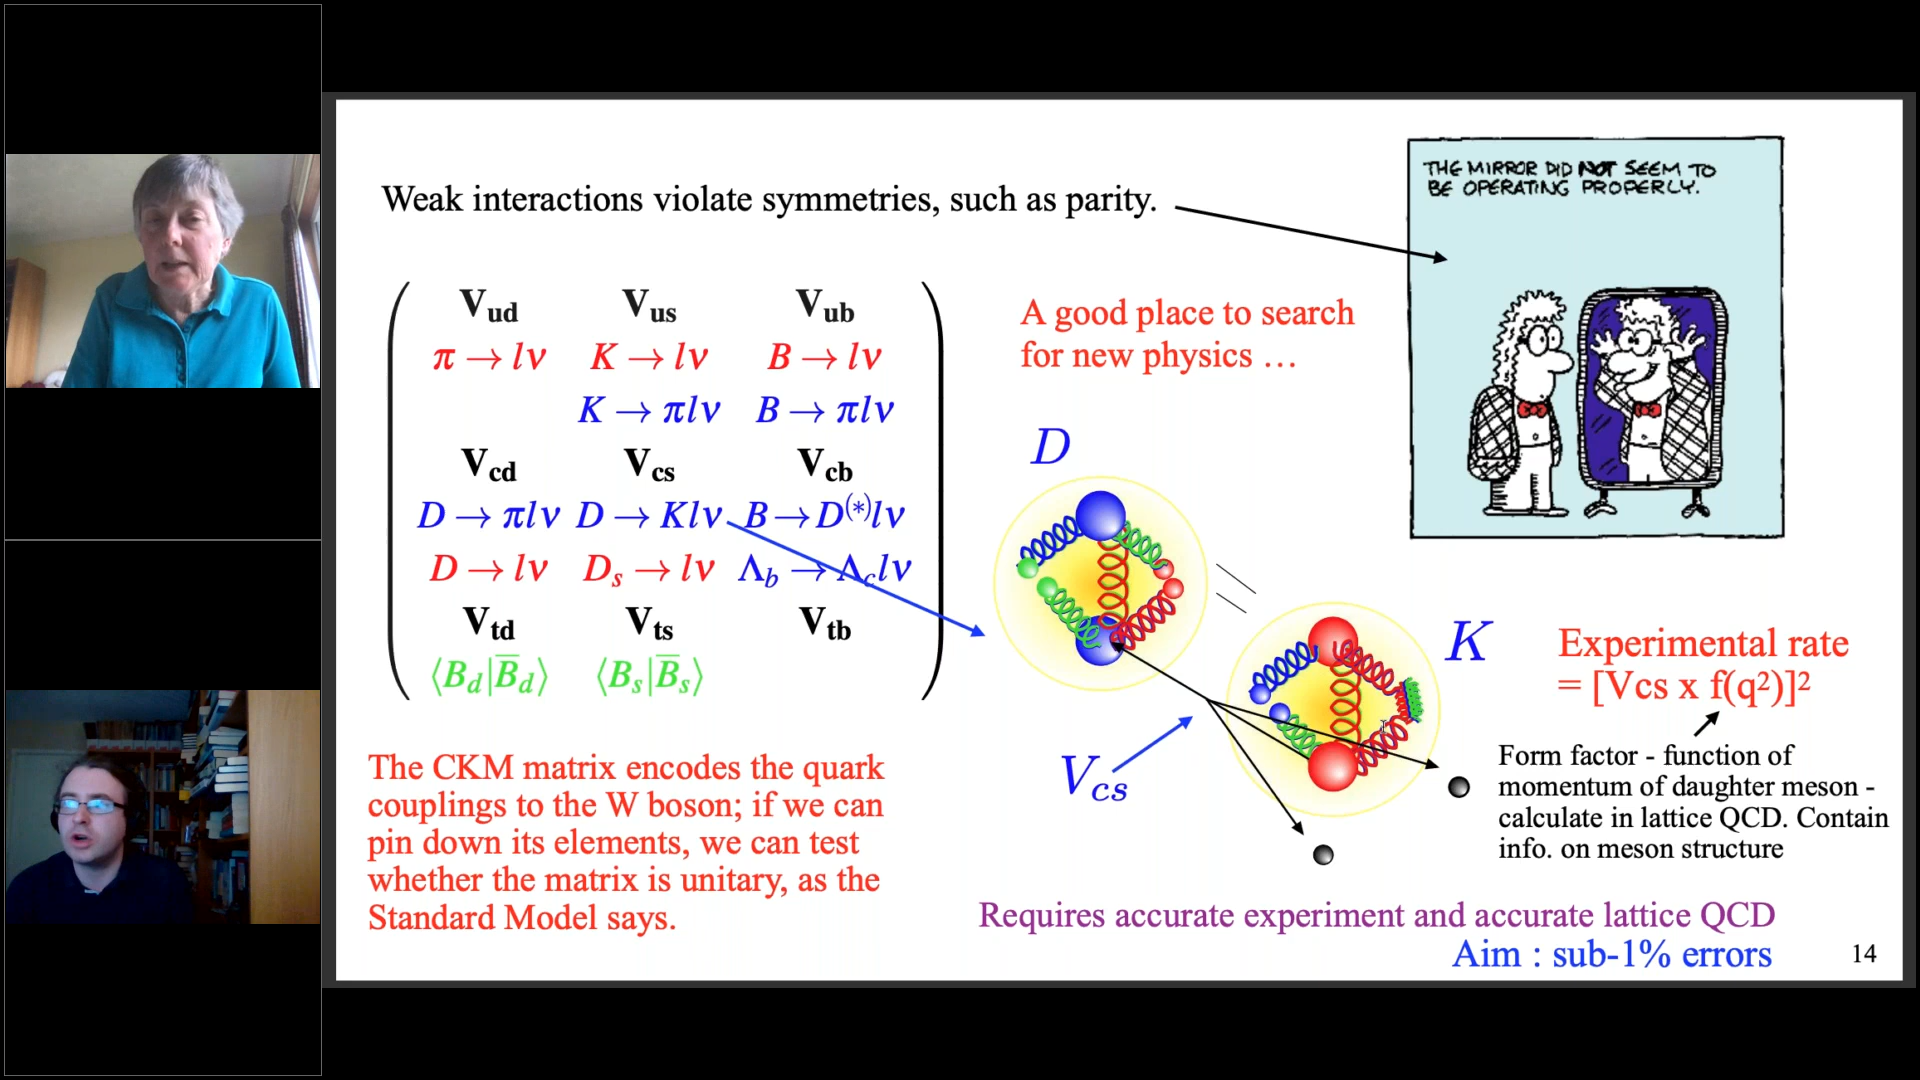 Weak interactions violate symmetries, such as parity.
THE MIRROR DID NOT SEEM TO
BE OPERATING PROPERLY.
V_ud V_us V_ub
π → lν K → lν B → lν
K → πlν B → πlν
V_cd V_cs V_cb
D → πlν D → Klν B → D^(*)lν
D → lν D_s → lν Λ_b → Λ_c lν
V_td V_ts V_tb
⟨B_d|B̅_d⟩ ⟨B_s|B̅_s⟩
A good place to search
for new physics …
D
K
V_cs
Experimental rate
= [Vcs x f(q²)]²
Form factor - function of
momentum of daughter meson -
calculate in lattice QCD. Contain
info. on meson structure
The CKM matrix encodes the quark
couplings to the W boson; if we can
pin down its elements, we can test
whether the matrix is unitary, as the
Standard Model says.
Requires accurate experiment and accurate lattice QCD
Aim : sub-1% errors
14